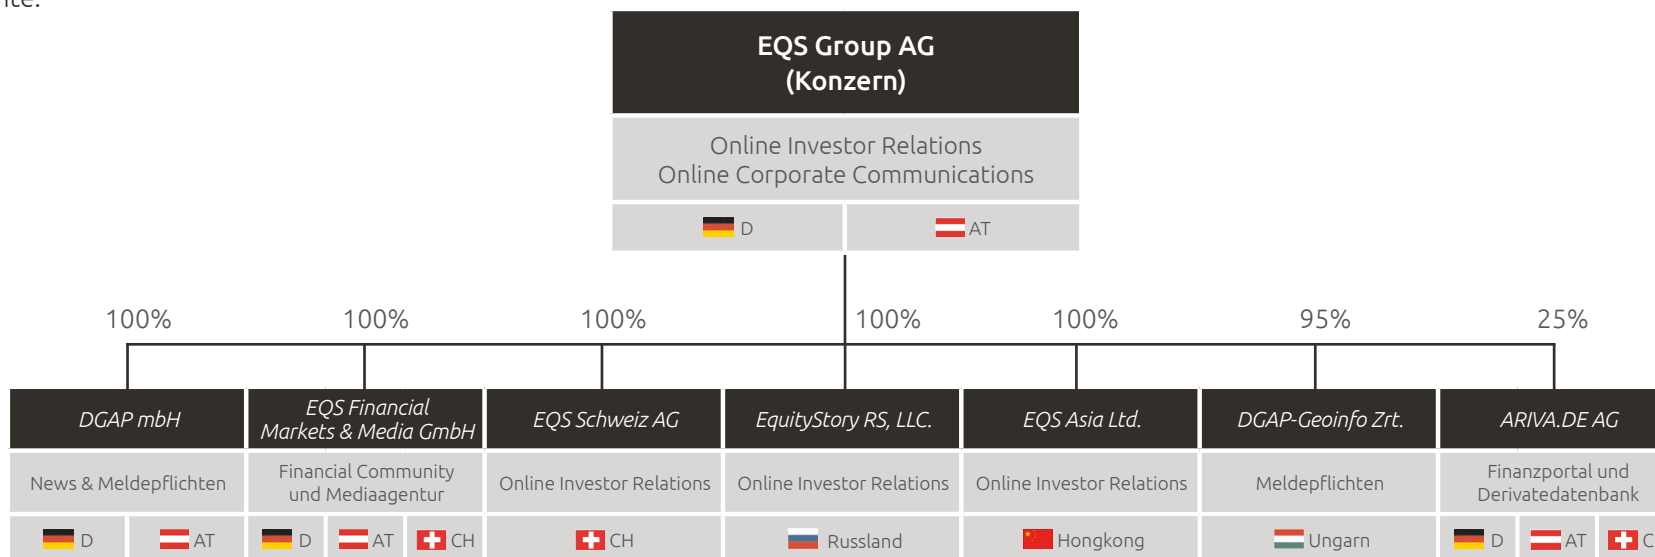 EQS Group AG
(Konzern)
Online Investor Relations
Online Corporate Communications
D
AT
100%
100%
100%
100%
100%
95%
25%
DGAP mbH
EQS Financial
Markets & Media GmbH
EQS Schweiz AG
EquityStory RS, LLC.
EQS Asia Ltd.
DGAP-Geoinfo Zrt.
ARIVA.DE AG
News & Meldepflichten
Financial Community
und Mediaagentur
Online Investor Relations
Online Investor Relations
Online Investor Relations
Meldepflichten
Finanzportal und
Derivatedatenbank
D
AT
D
AT
CH
CH
Russland
Hongkong
Ungarn
D
AT